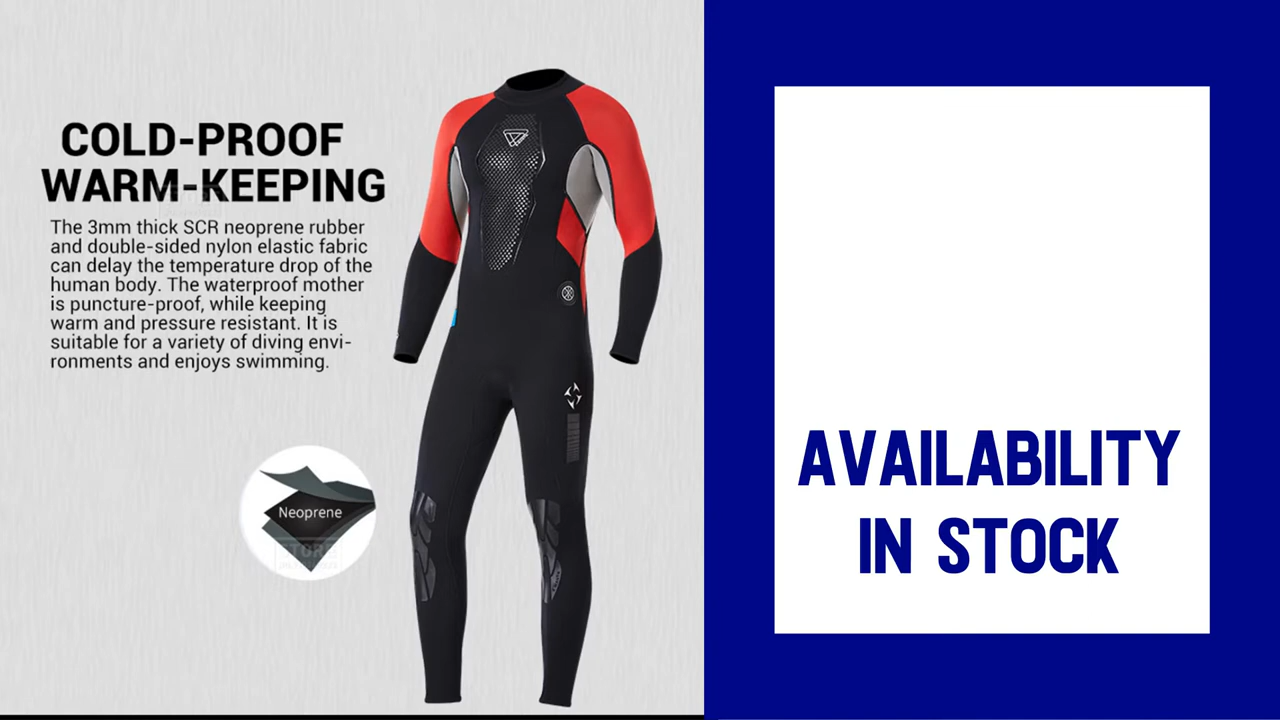 COLD-PROOF
WARM-KEEPING
The 3mm thick SCR neoprene rubber
and double-sided nylon elastic fabric
can delay the temperature drop of the
human body. The waterproof mother
is puncture-proof, while keeping
warm and pressure resistant. It is
suitable for a variety of diving envi-
ronments and enjoys swimming.
Neoprene
STORE
AVAILABILITY
IN STOCK